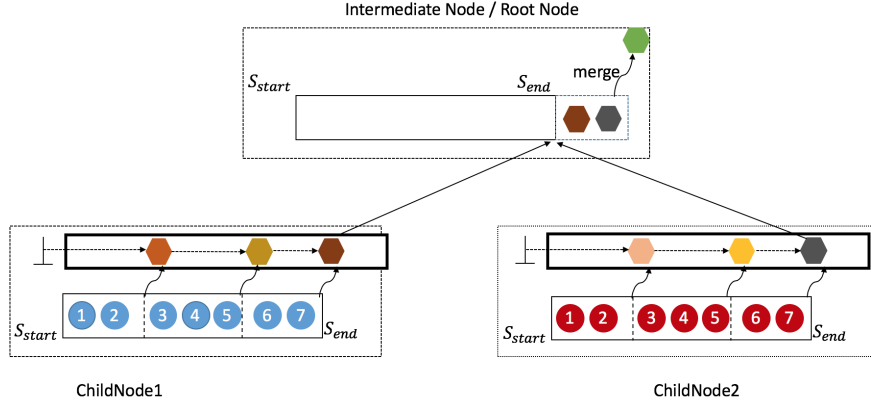 Intermediate Node / Root Node
S_start
S_end
merge
1 2 3 4 5 6 7
S_start
S_end
ChildNode1
1 2 3 4 5 6 7
S_start
S_end
ChildNode2